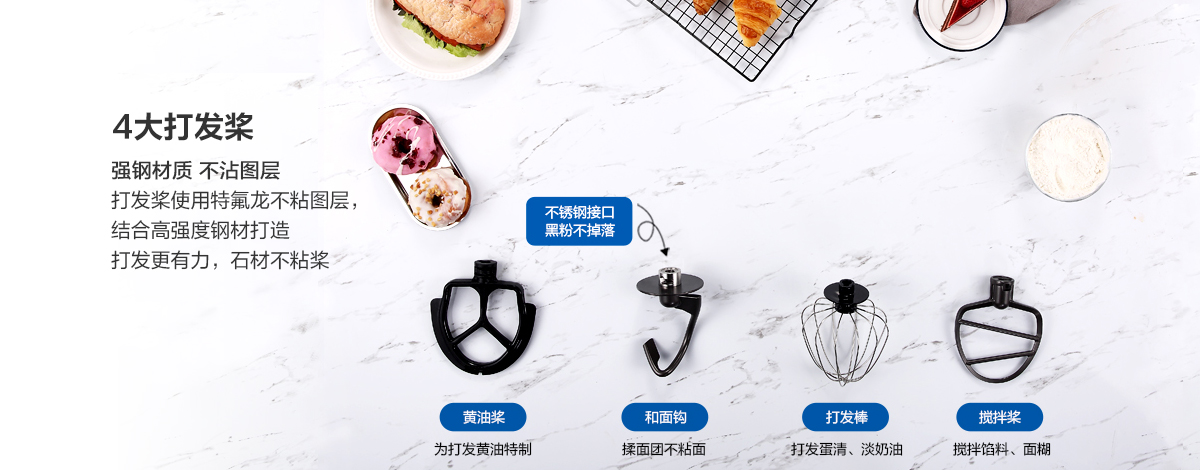 4大打发桨
强钢材质 不沾图层
打发桨使用特氟龙不粘图层，
结合高强度钢材打造
打发更有力，石材不粘桨
不锈钢接口
黑粉不掉落
黄油桨
为打发黄油特制
和面钩
揉面团不粘面
打发棒
打发蛋清、淡奶油
搅拌桨
搅拌馅料、面糊